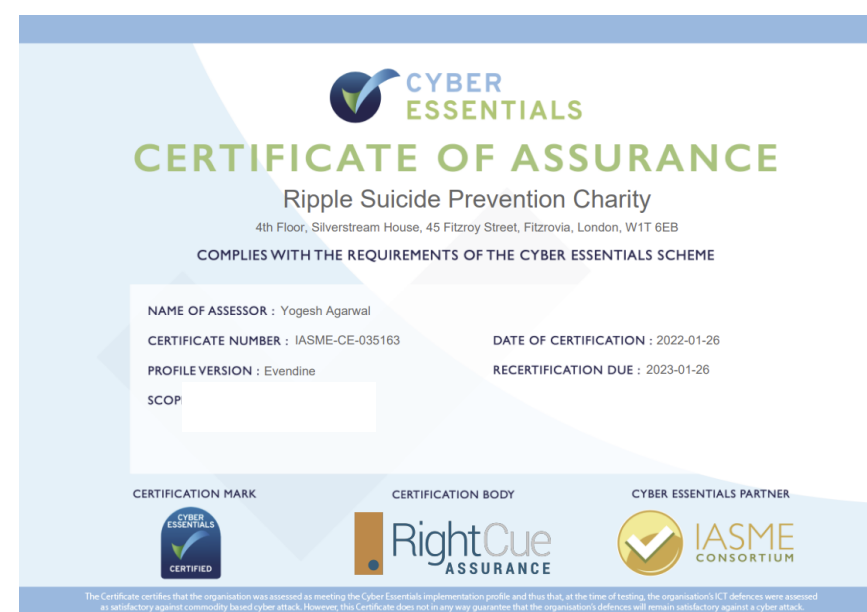 CYBER
ESSENTIALS
CERTIFICATE OF ASSURANCE
Ripple Suicide Prevention Charity
4th Floor, Silverstream House, 45 Fitzroy Street, Fitzrovia, London, W1T 6EB
COMPLIES WITH THE REQUIREMENTS OF THE CYBER ESSENTIALS SCHEME
NAME OF ASSESSOR : Yogesh Agarwal
CERTIFICATE NUMBER : IASME-CE-035163
DATE OF CERTIFICATION : 2022-01-26
PROFILE VERSION : Evendine
RECERTIFICATION DUE : 2023-01-26
SCOP
CERTIFICATION MARK
CERTIFICATION BODY
CYBER ESSENTIALS PARTNER
CYBER
ESSENTIALS
CERTIFIED
RightCue
ASSURANCE
IASME
CONSORTIUM
The Certificate certifies that the organisation was assessed as meeting the Cyber Essentials implementation profile and thus that, at the time of testing, the organisation's ICT defences were assessed
as satisfactory against commodity based cyber attack. However, this Certificate does not in any way guarantee that the organisation's defences will remain satisfactory against a cyber attack.